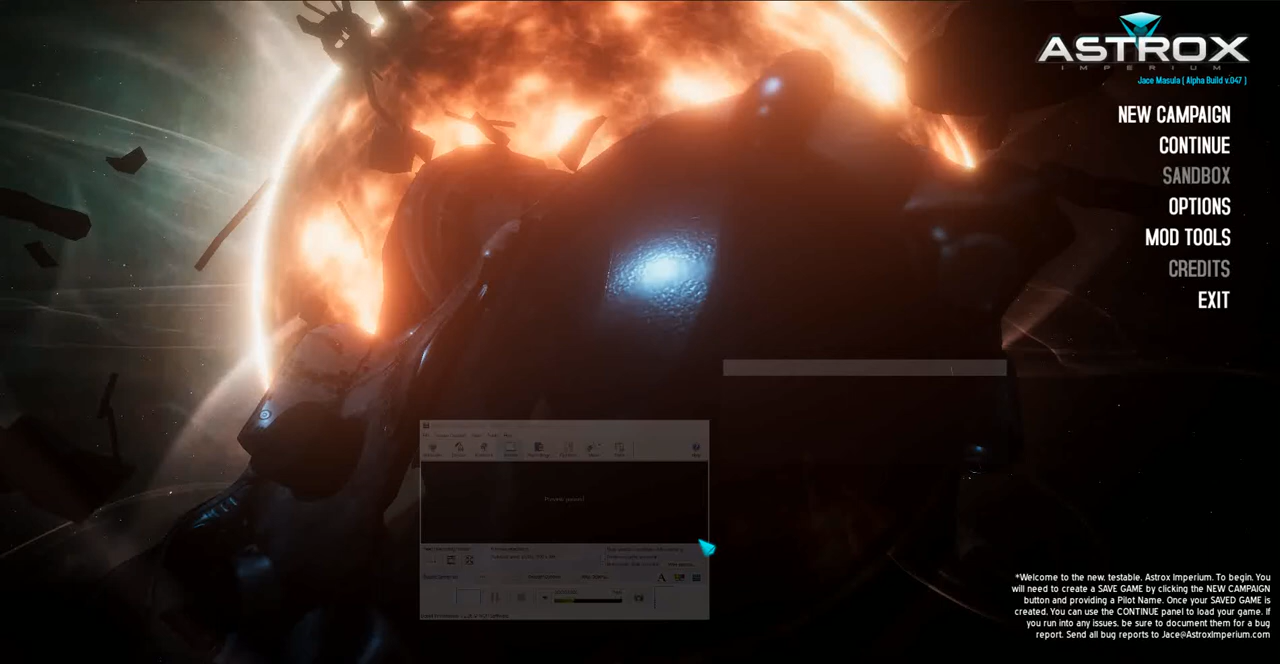 ASTROX
IMPERIUM
Jace Masula ( Alpha Build v.047 )
NEW CAMPAIGN
CONTINUE
SANDBOX
OPTIONS
MOD TOOLS
CREDITS
EXIT
*Welcome to the new, testable, Astrox Imperium. To begin. You
will need to create a SAVE GAME by clicking the NEW CAMPAIGN
button and providing a Pilot Name. Once your SAVED GAME is
created. You can use the CONTINUE panel to load your game. If
you run into any issues, be sure to document them for a bug
report. Send all bug reports to Jace@AstroxImperium.com